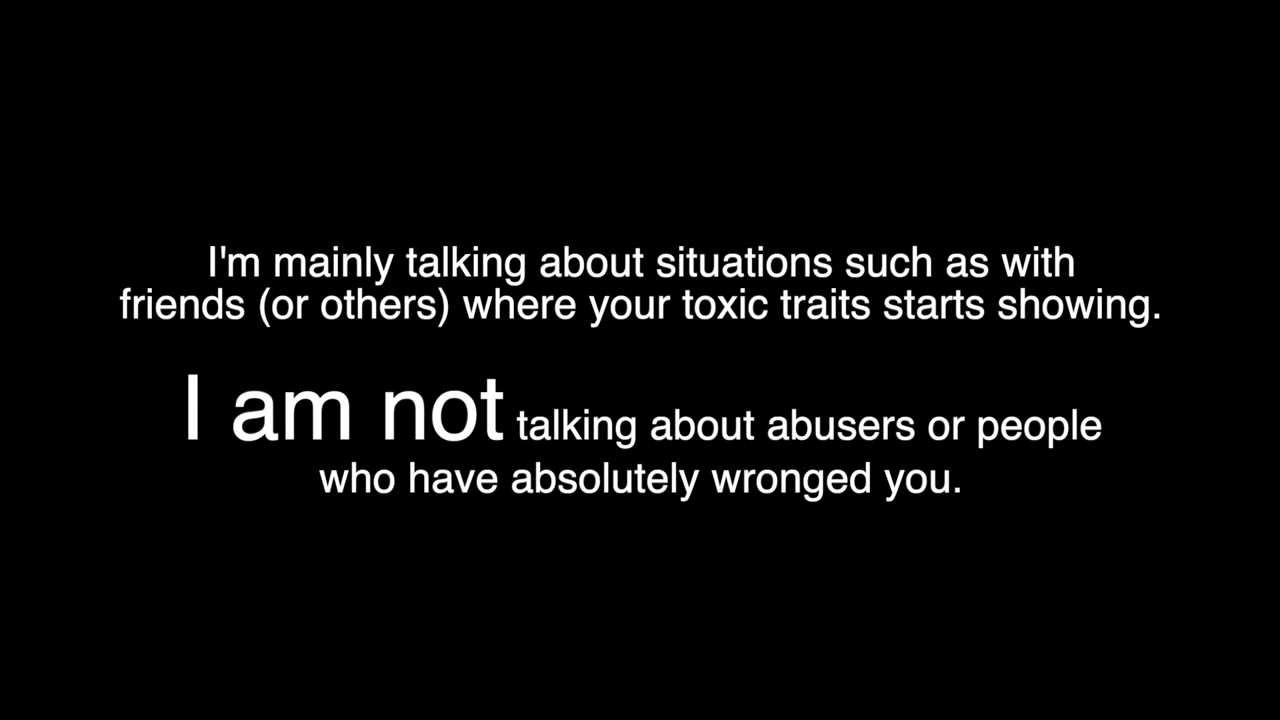 I'm mainly talking about situations such as with
friends (or others) where your toxic traits starts showing.
I am not talking about abusers or people
who have absolutely wronged you.